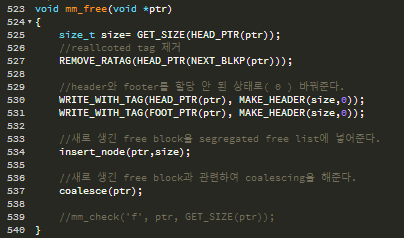 523 void mm_free(void *ptr)
524 {
525 size_t size= GET_SIZE(HEAD_PTR(ptr));
526 //reallcoted tag 제거
527 REMOVE_RATAG(HEAD_PTR(NEXT_BLKP(ptr)));
528
529 //header와 footer를 할당 안 된 상태로( 0 ) 바꿔준다.
530 WRITE_WITH_TAG(HEAD_PTR(ptr), MAKE_HEADER(size,0));
531 WRITE_WITH_TAG(FOOT_PTR(ptr), MAKE_HEADER(size,0));
532
533 //새로 생긴 free block을 segregated free list에 넣어준다.
534 insert_node(ptr,size);
535
536 //새로 생긴 free block과 관련하여 coalescing을 해준다.
537 coalesce(ptr);
538
539 //mm_check('f', ptr, GET_SIZE(ptr));
540 }